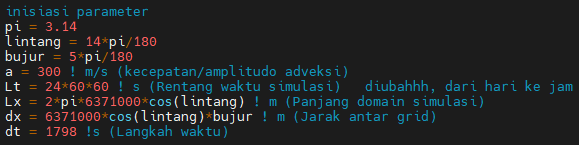 inisiasi parameter
pi = 3.14
lintang = 14*pi/180
bujur = 5*pi/180
a = 300 ! m/s (kecepatan/amplitudo adveksi)
Lt = 24*60*60 ! s (Rentang waktu simulasi)   diubahhh, dari hari ke jam
Lx = 2*pi*6371000*cos(lintang) ! m (Panjang domain simulasi)
dx = 6371000*cos(lintang)*bujur ! m (Jarak antar grid)
dt = 1798 !s (Langkah waktu)